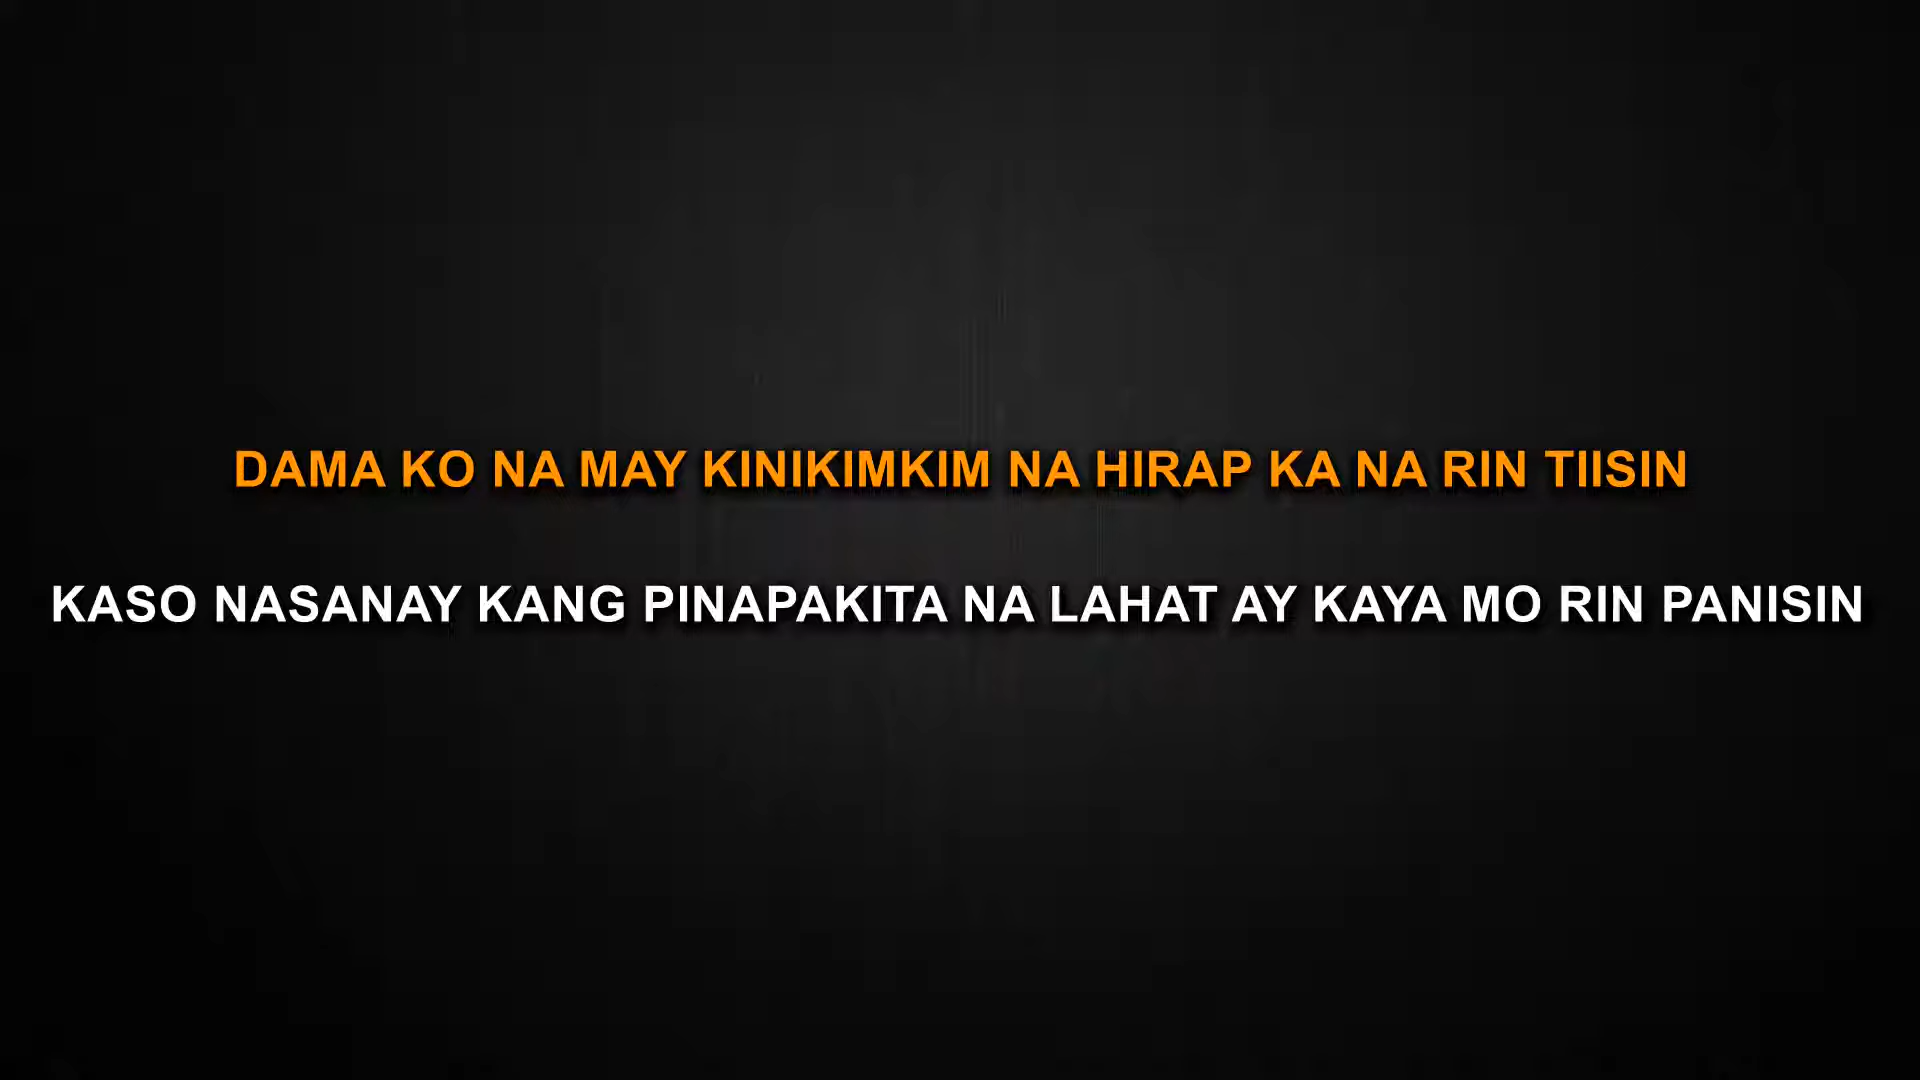 DAMA KO NA MAY KINIKIMKIM NA HIRAP KA NA RIN TIISIN
KASO NASANAY KANG PINAPAKITA NA LAHAT AY KAYA MO RIN PANISIN